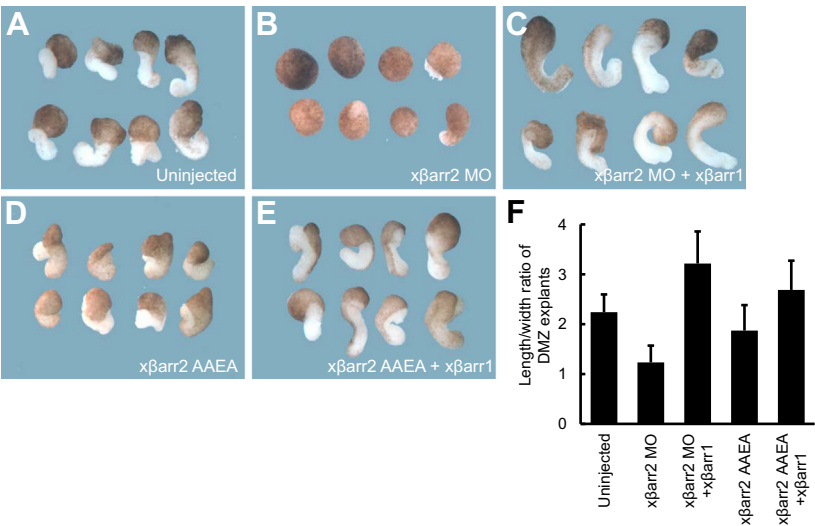 A
Uninjected
B
xβarr2 MO
C
xβarr2 MO + xβarr1
D
xβarr2 AAEA
E
xβarr2 AAEA + xβarr1
F
Length/width ratio of
DMZ explants
4
3
2
1
0
Uninjected
xβarr2 MO
xβarr2 MO
+xβarr1
xβarr2 AAEA
xβarr2 AAEA
+xβarr1